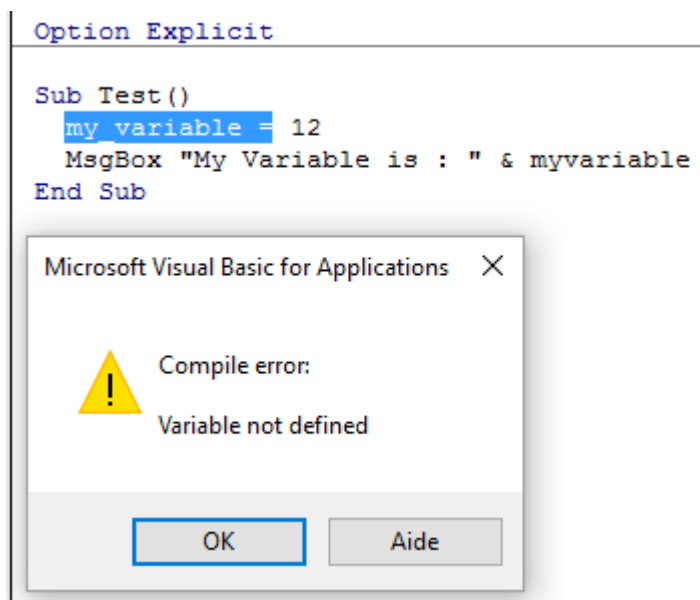 Option Explicit
Sub Test()
my_variable = 12
MsgBox "My Variable is : " & myvariable
End Sub
Microsoft Visual Basic for Applications
Compile error:
Variable not defined
OK Aide